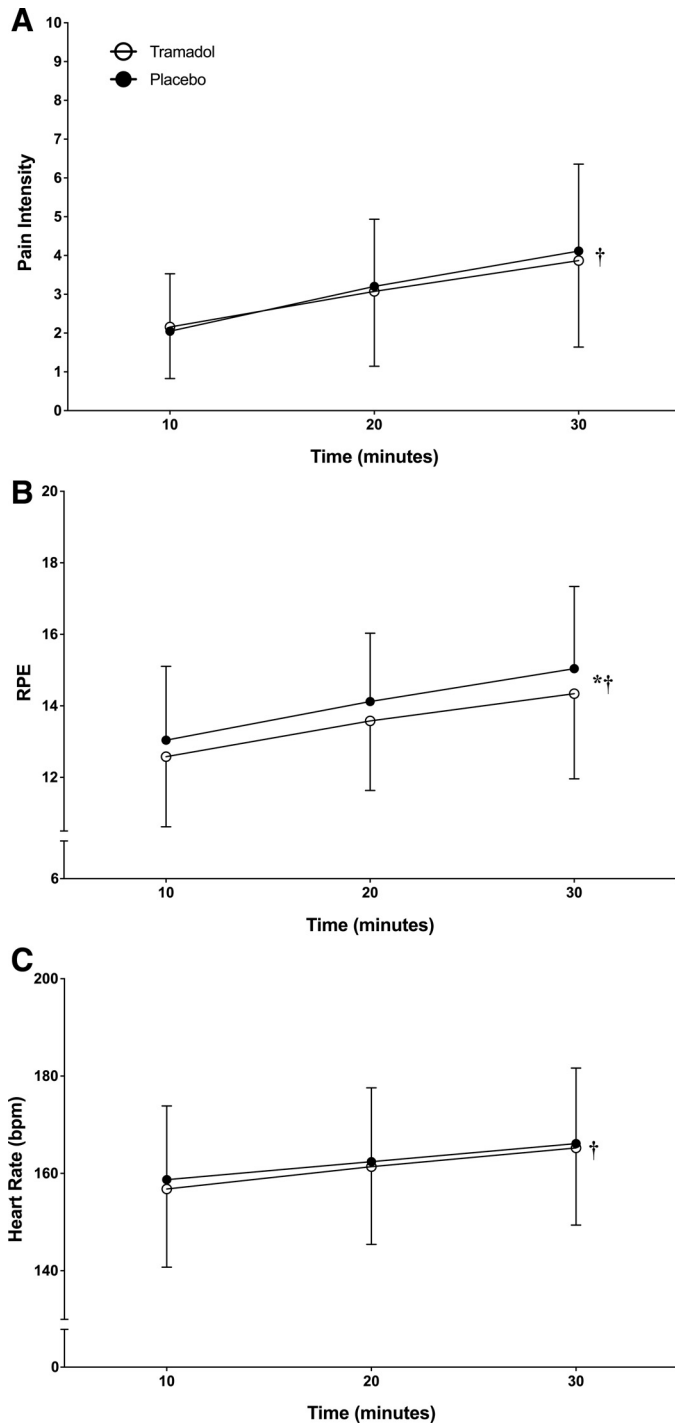 A
10
9
8
7
6
5
4
3
2
1
0
Pain Intensity
Tramadol
Placebo
†
10 20 30
Time (minutes)
B
20
18
16
14
12
6
RPE
*†
10 20 30
Time (minutes)
C
200
180
160
140
0
Heart Rate (bpm)
†
10 20 30
Time (minutes)